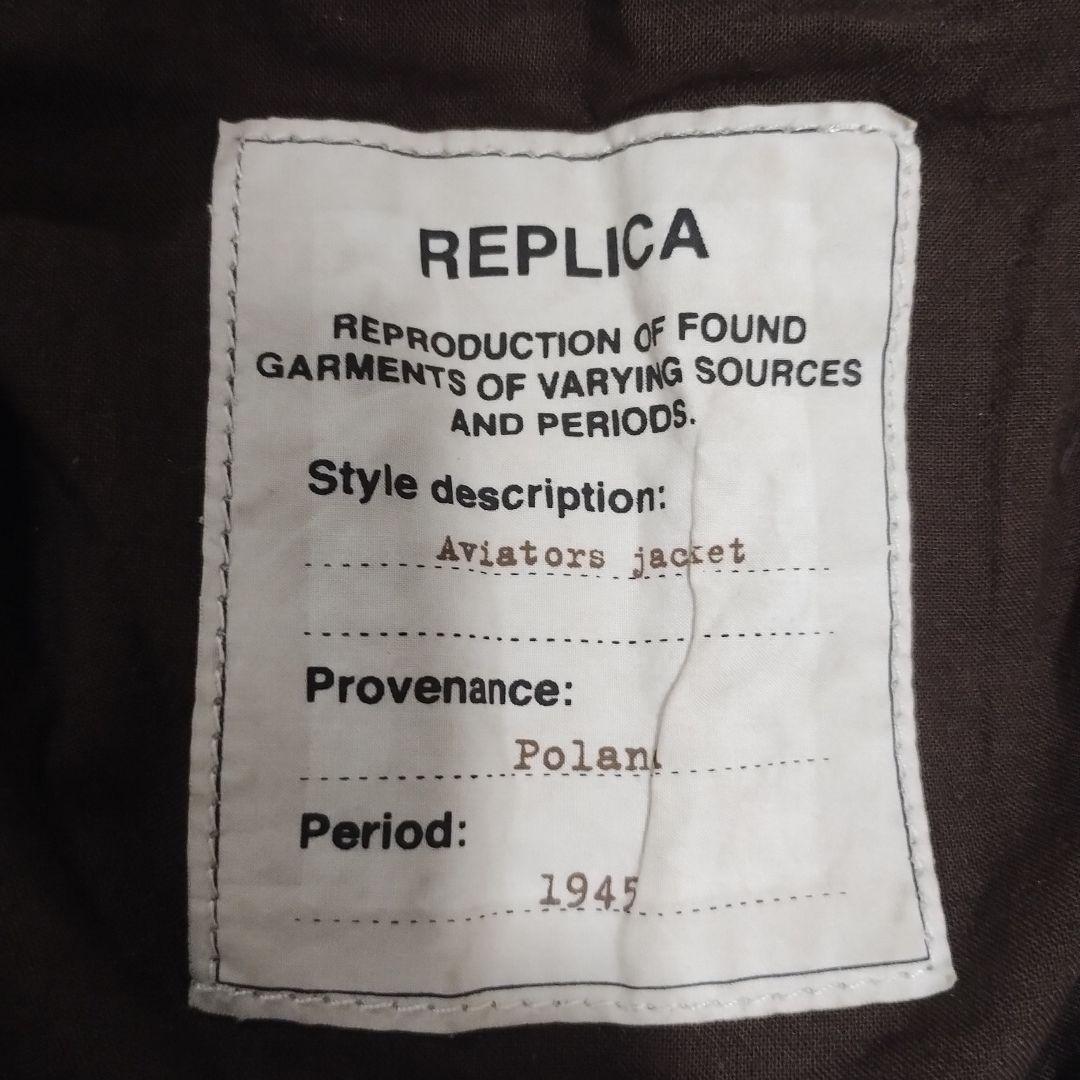 REPLICA
REPRODUCTION OF FOUND
GARMENTS OF VARYING SOURCES
AND PERIODS.
Style description:
Aviators jacket
Provenance:
Poland
Period:
1945